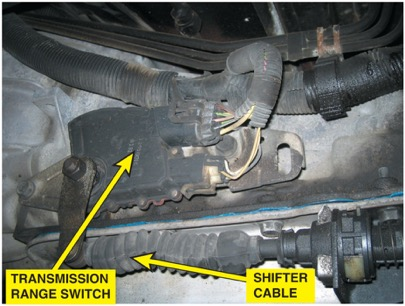 TRANSMISSION
RANGE SWITCH
SHIFTER
CABLE